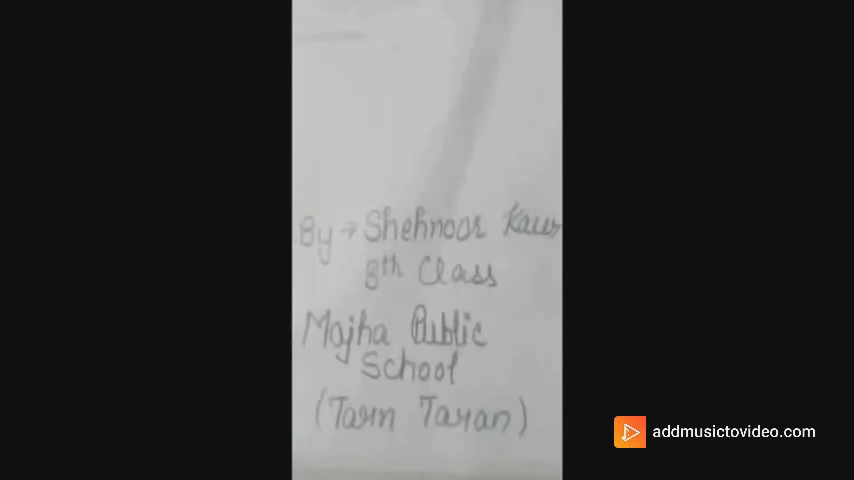 By → Shehnoor Kaur
8th Class
Majha Public
School
(Tarn Taran)
addmusictovideo.com